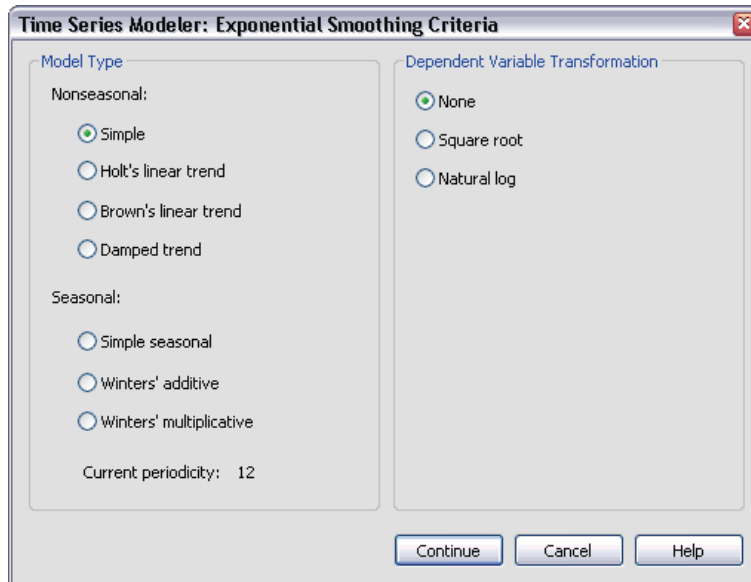 Time Series Modeler: Exponential Smoothing Criteria
Model Type
Nonseasonal:
Simple
Holt's linear trend
Brown's linear trend
Damped trend
Seasonal:
Simple seasonal
Winters' additive
Winters' multiplicative
Current periodicity: 12
Dependent Variable Transformation
None
Square root
Natural log
Continue
Cancel
Help